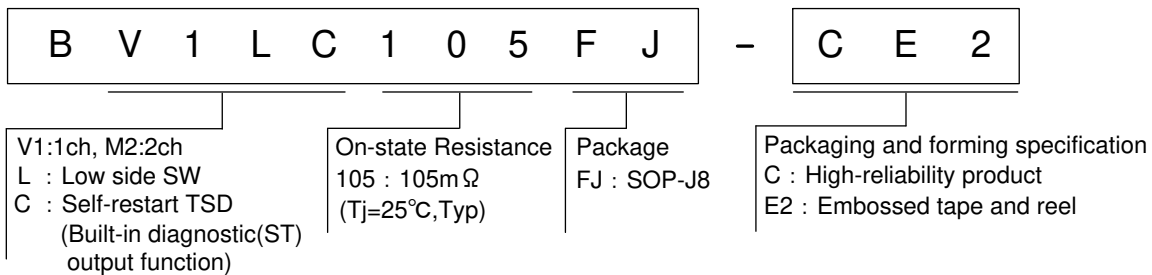 B V 1 L C 1 0 5 F J - C E 2
V1:1ch, M2:2ch
L : Low side SW
C : Self-restart TSD
(Built-in diagnostic(ST)
output function)
On-state Resistance
105 : 105mΩ
(Tj=25℃,Typ)
Package
FJ : SOP-J8
Packaging and forming specification
C : High-reliability product
E2 : Embossed tape and reel